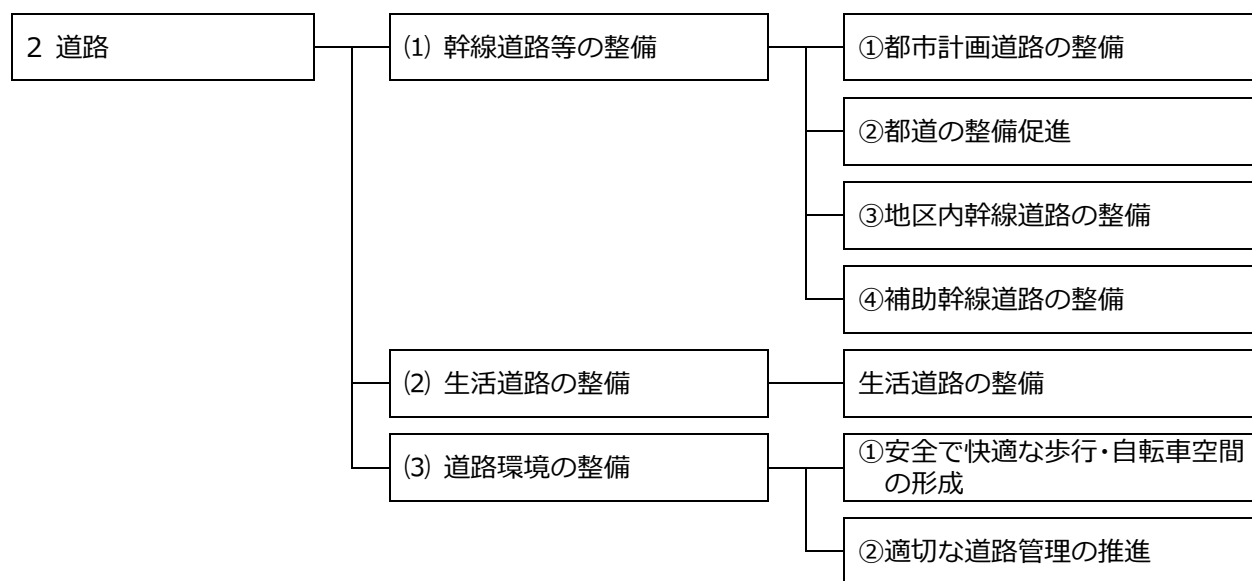 2 道路
⑴ 幹線道路等の整備
①都市計画道路の整備
②都道の整備促進
③地区内幹線道路の整備
④補助幹線道路の整備
⑵ 生活道路の整備
生活道路の整備
⑶ 道路環境の整備
①安全で快適な歩行・自転車空間
の形成
②適切な道路管理の推進